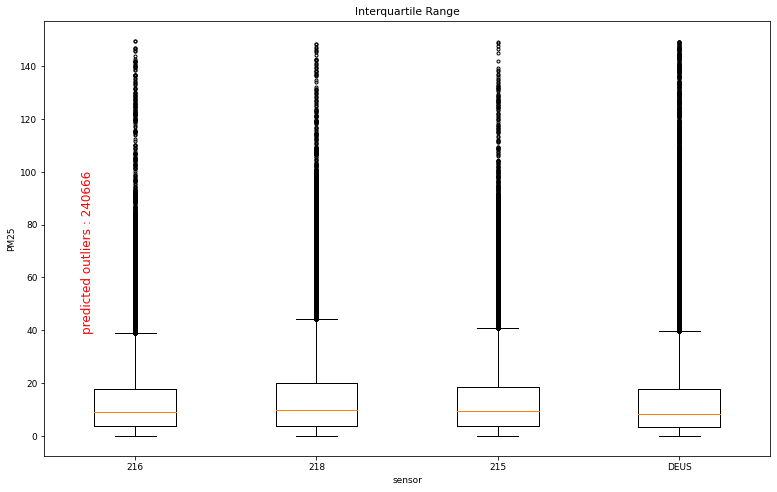 Interquartile Range
140
120
100
80
60
40
20
0
PM25
predicted outliers : 240666
216
218
215
DEUS
sensor